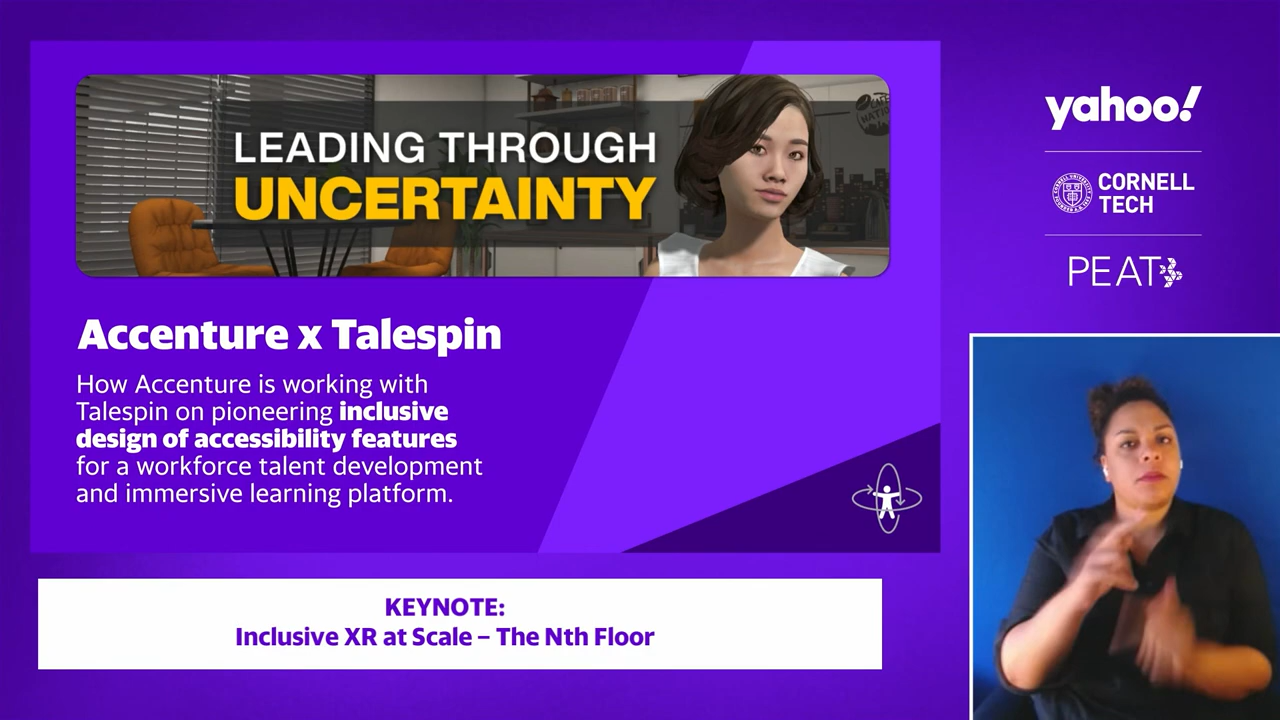 LEADING THROUGH
UNCERTAINTY
Accenture x Talespin
How Accenture is working with
Talespin on pioneering inclusive
design of accessibility features
for a workforce talent development
and immersive learning platform.
KEYNOTE:
Inclusive XR at Scale – The Nth Floor
yahoo!
CORNELL
TECH
PEAT